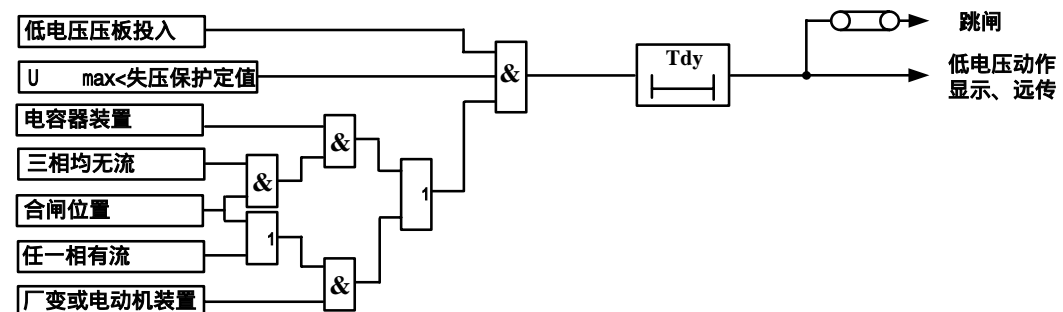 低电压压板投入
U max<失压保护定值
电容器装置
三相均无流
合闸位置
任一相有流
厂变或电动机装置
&
&
&
1
1
&
Tdy
跳闸
低电压动作
显示、远传